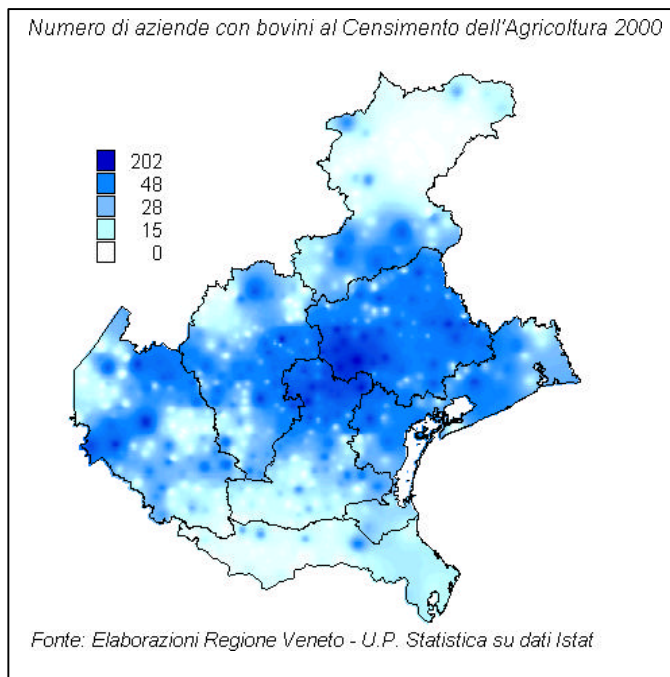 Numero di aziende con bovini al Censimento dell'Agricoltura 2000
202
48
28
15
0
Fonte: Elaborazioni Regione Veneto - U.P. Statistica su dati Istat